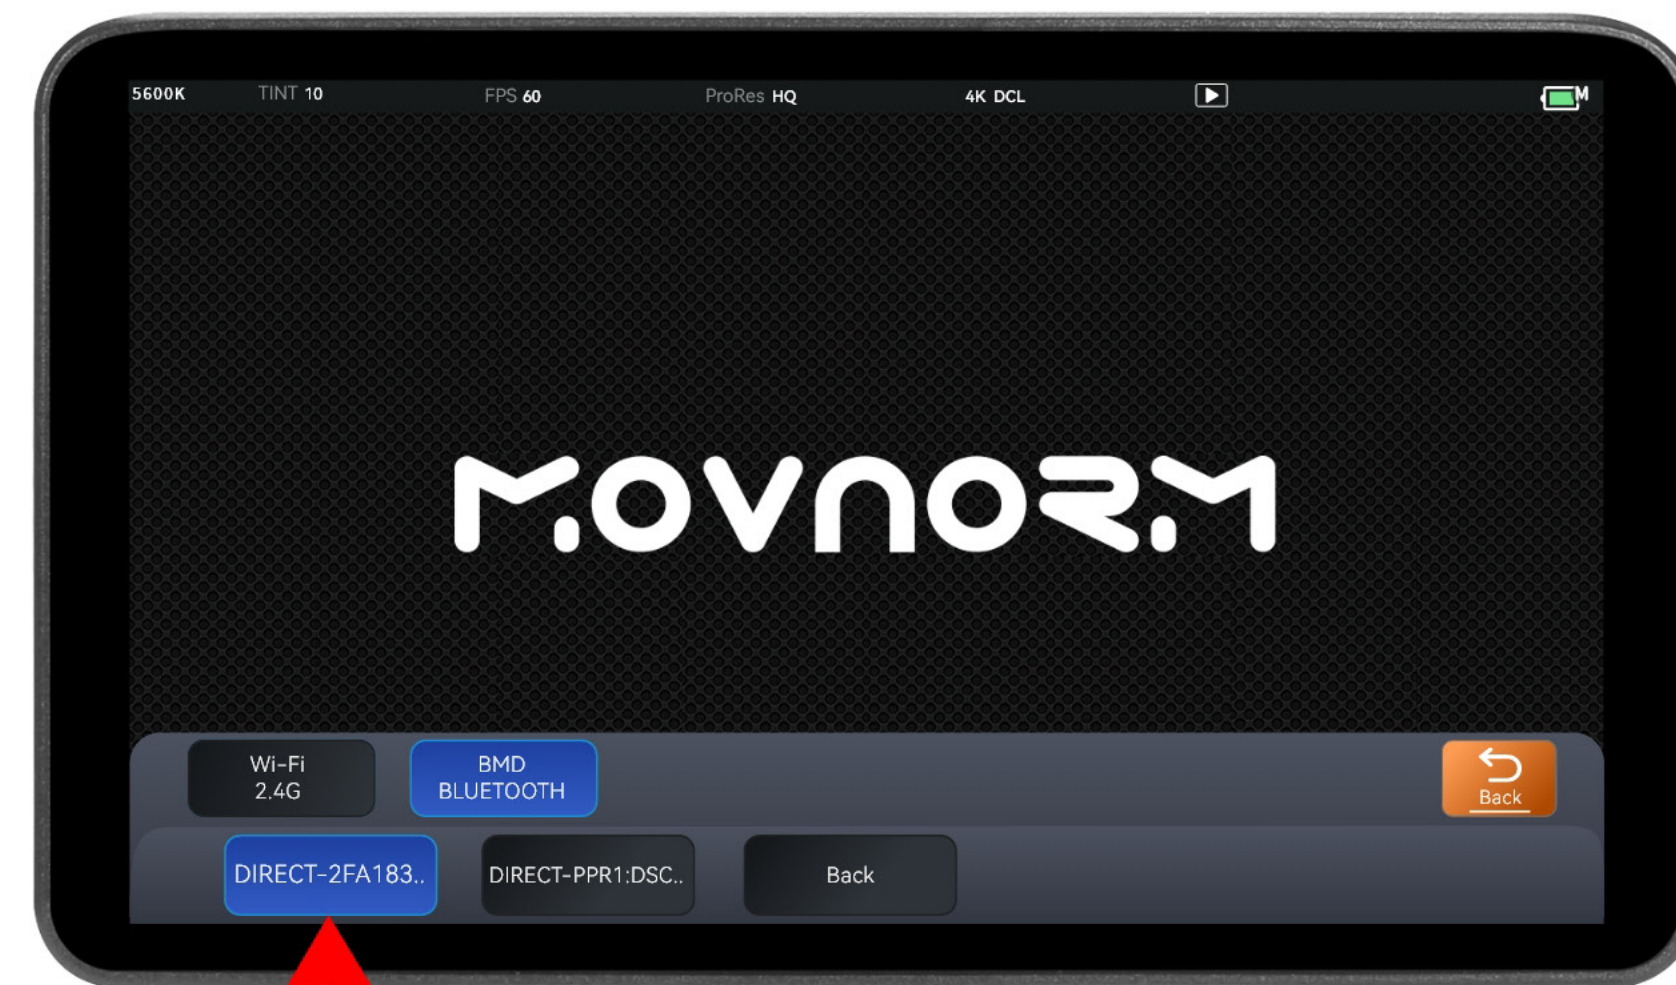 5600K TINT 10 FPS 60 ProRes HQ 4K DCL M
MOVNORM
Wi-Fi
2.4G
BMD
BLUETOOTH
Back
DIRECT-2FA183..
DIRECT-PPR1:DSC..
Back